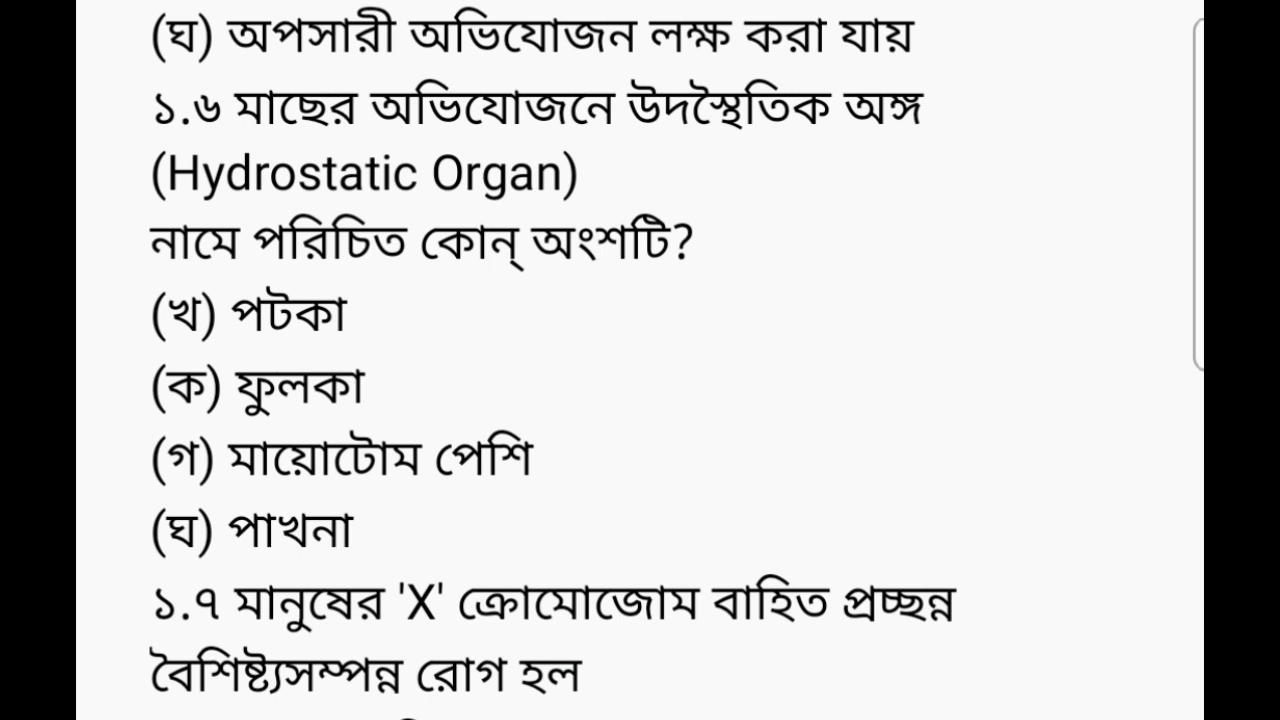 (ঘ) অপসারী অভিযোজন লক্ষ করা যায়
১.৬ মাছের অভিযোজনে উদস্থৈতিক অঙ্গ
(Hydrostatic Organ)
নামে পরিচিত কোন্ অংশটি?
(খ) পটকা
(ক) ফুলকা
(গ) মায়োটোম পেশি
(ঘ) পাখনা
১.৭ মানুষের 'X' ক্রোমোজোম বাহিত প্রচ্ছন্ন
বৈশিষ্ট্যসম্পন্ন রোগ হল